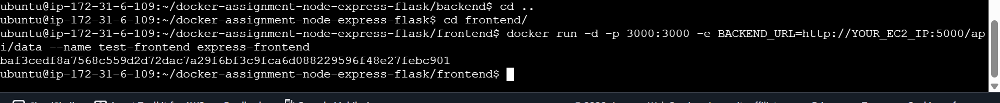 ubuntu@ip-172-31-6-109:~/docker-assignment-node-express-flask/backend$ cd ..
ubuntu@ip-172-31-6-109:~/docker-assignment-node-express-flask$ cd frontend/
ubuntu@ip-172-31-6-109:~/docker-assignment-node-express-flask/frontend$ docker run -d -p 3000:3000 -e BACKEND_URL=http://YOUR_EC2_IP:5000/ap
i/data --name test-frontend express-frontend
baf3cedf8a7568c559d2d72dac7a29f6bf3c9fca6d088229596f48e27febc901
ubuntu@ip-172-31-6-109:~/docker-assignment-node-express-flask/frontend$